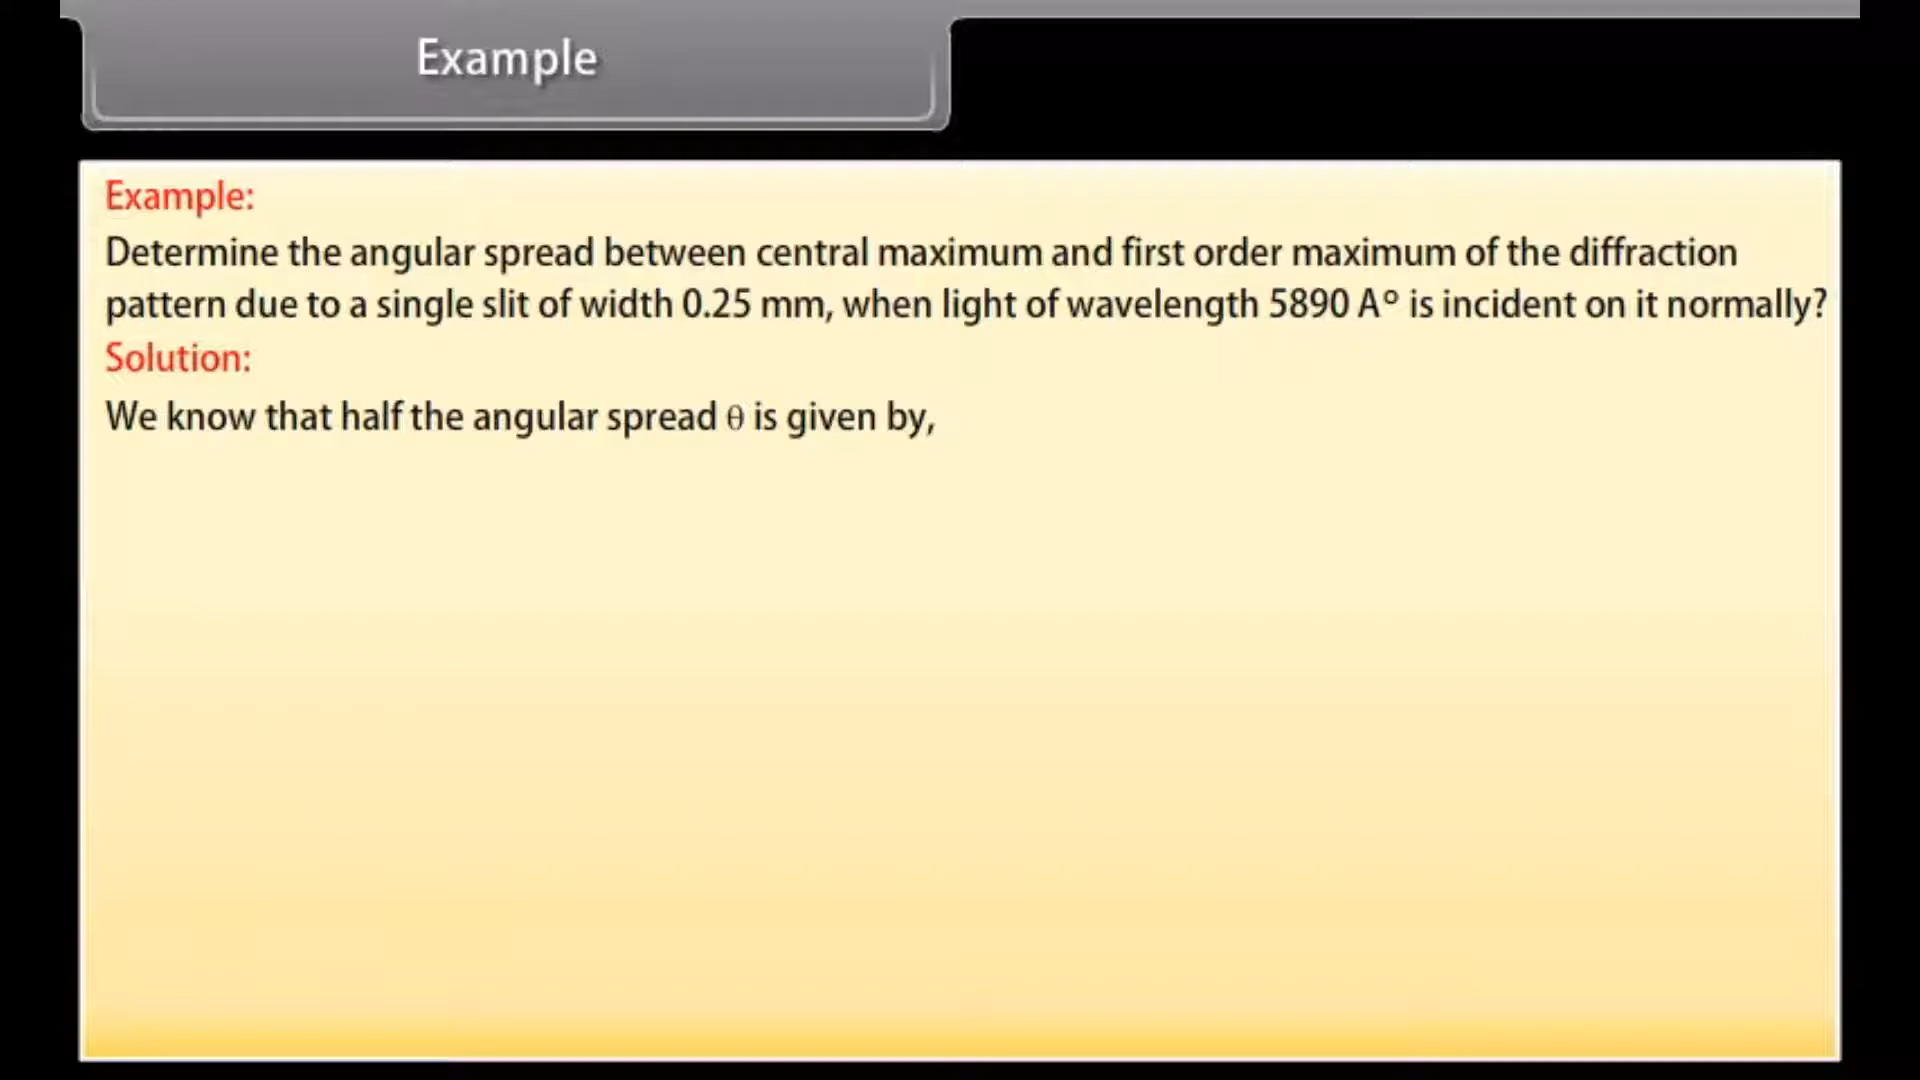 Example
Example:
Determine the angular spread between central maximum and first order maximum of the diffraction
pattern due to a single slit of width 0.25 mm, when light of wavelength 5890 Aº is incident on it normally?
Solution:
We know that half the angular spread θ is given by,